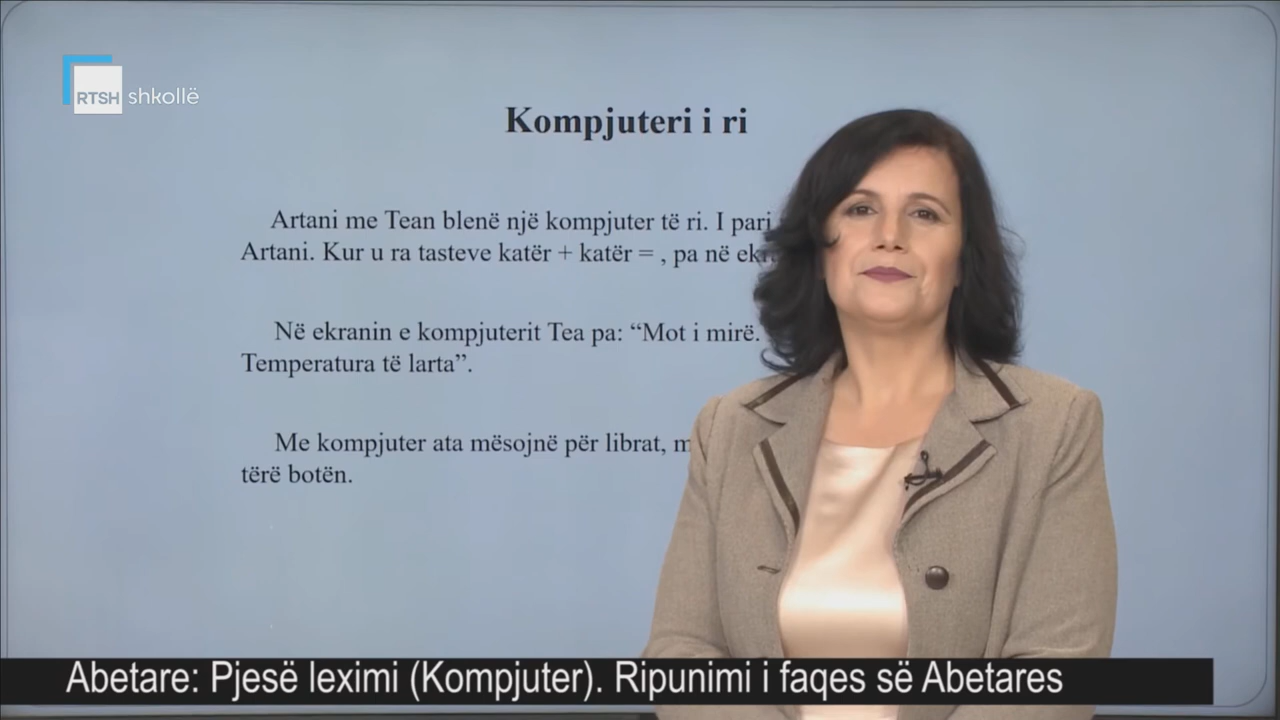 RTSH shkollë
Kompjuteri i ri
Artani me Tean blenë një kompjuter të ri. I pari
Artani. Kur u ra tasteve katër + katër = , pa në
Në ekranin e kompjuterit Tea pa: “Mot i mirë.
Temperatura të larta”.
Me kompjuter ata mësojnë për librat,
tërë botën.
Abetare: Pjesë leximi (Kompjuter). Ripunimi i faqes së Abetares